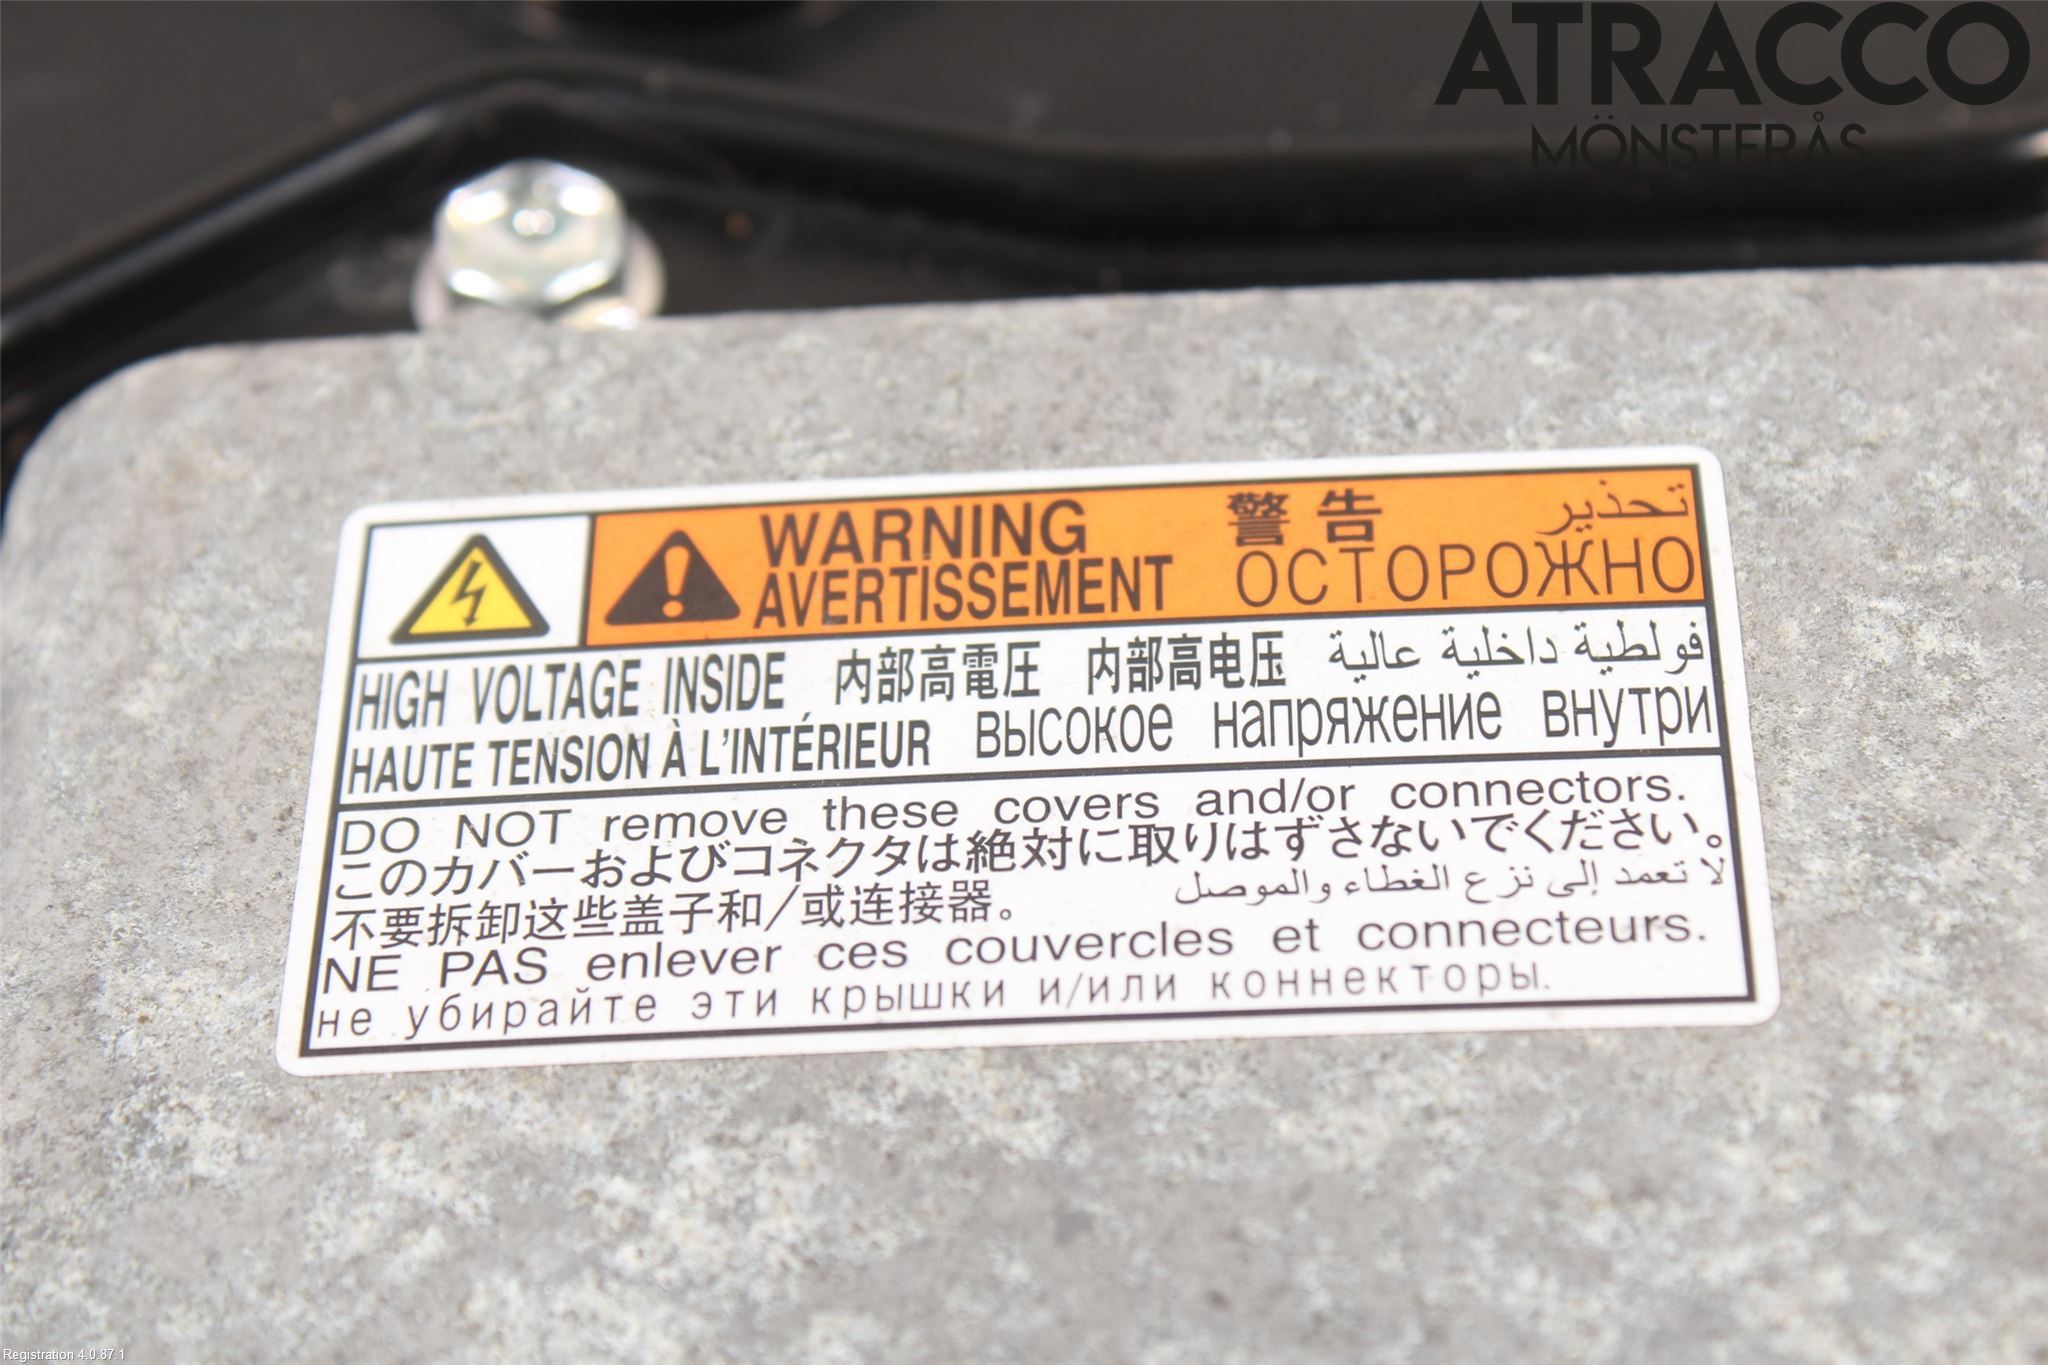 ATRACCO
MÖNSTERÅS
WARNING 警告 تحذير
AVERTISSEMENT ОСТОРОЖНО
HIGH VOLTAGE INSIDE 内部高電圧 内部高电压 فولطية داخلية عالية
HAUTE TENSION À L'INTÉRIEUR высокое напряжение внутри
DO NOT remove these covers and/or connectors.
このカバーおよびコネクタは絶対に取りはずさないでください。
不要拆卸这些盖子和/或连接器。 لا تعمد إلى نزع الغطاء والموصل
NE PAS enlever ces couvercles et connecteurs.
не убирайте эти крышки и/или коннекторы.
Registration 4.0.87.1